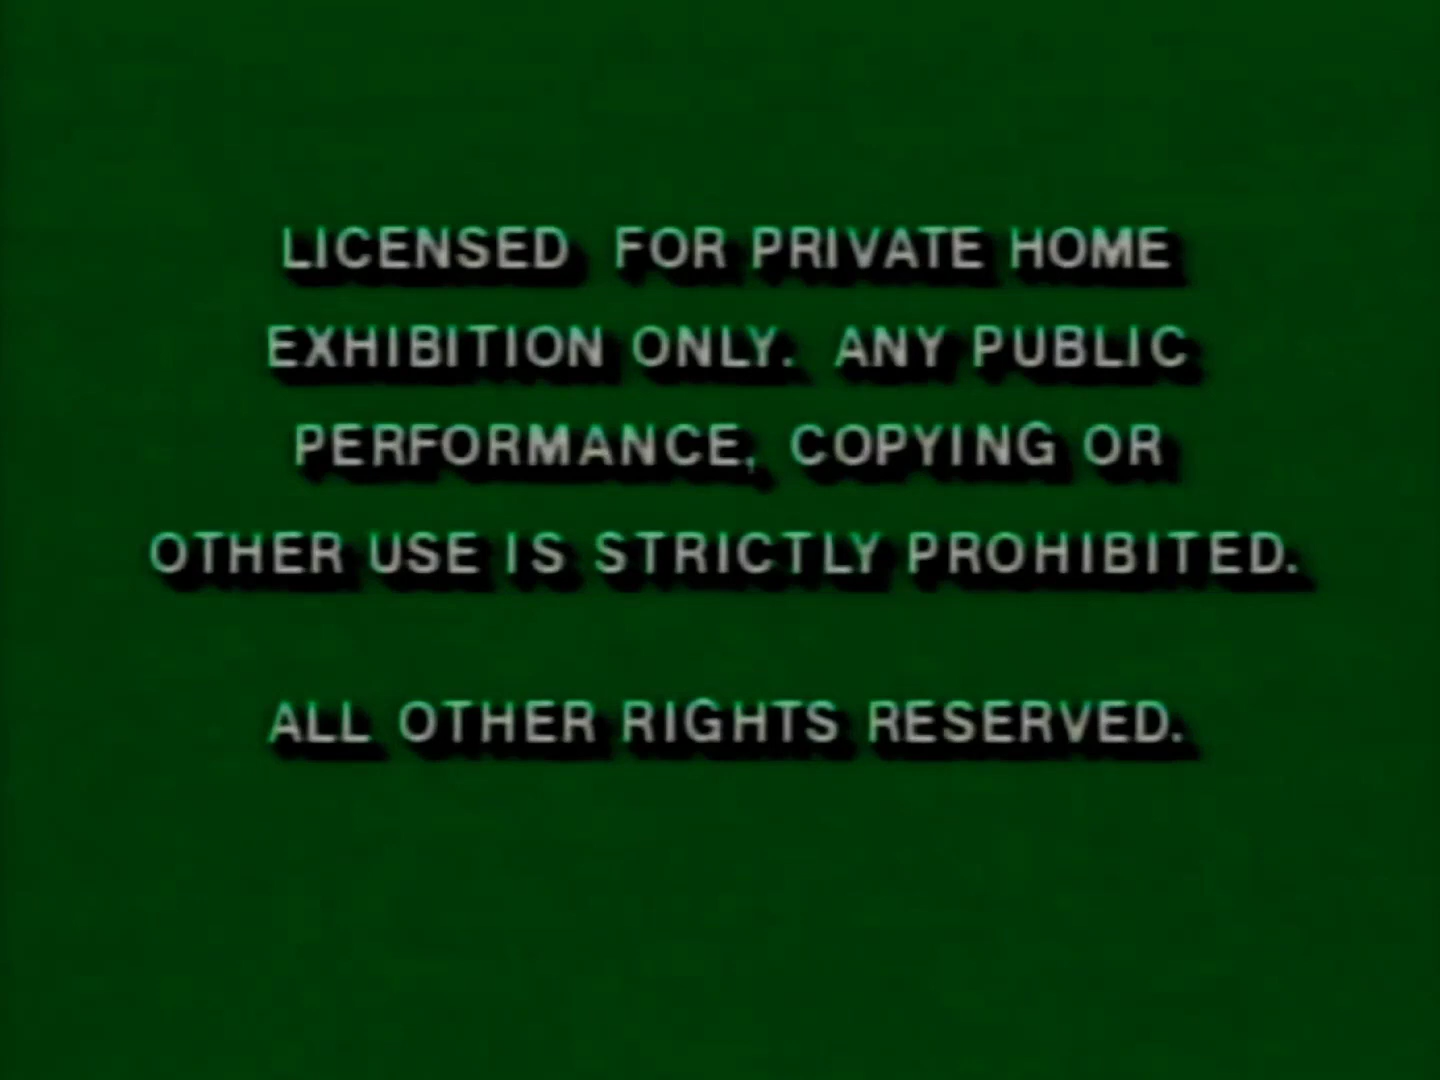 LICENSED FOR PRIVATE HOME
EXHIBITION ONLY. ANY PUBLIC
PERFORMANCE, COPYING OR
OTHER USE IS STRICTLY PROHIBITED.
ALL OTHER RIGHTS RESERVED.